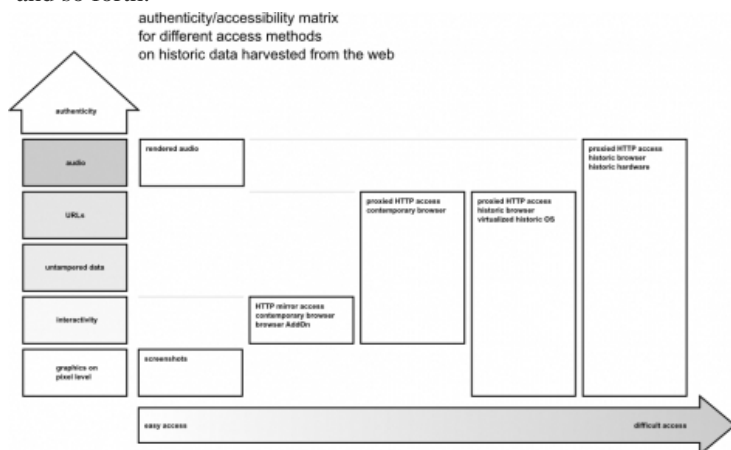 and so forth.
authenticity/accessibility matrix
for different access methods
on historic data harvested from the web
authenticity
audio
rendered audio
proxied HTTP access
historic browser
historic hardware
URLs
proxied HTTP access
contemporary browser
proxied HTTP access
historic browser
virtualized historic OS
untampered data
interactivity
HTTP mirror access
contemporary browser
browser AddOn
graphics on
pixel level
screenshots
easy access
difficult access